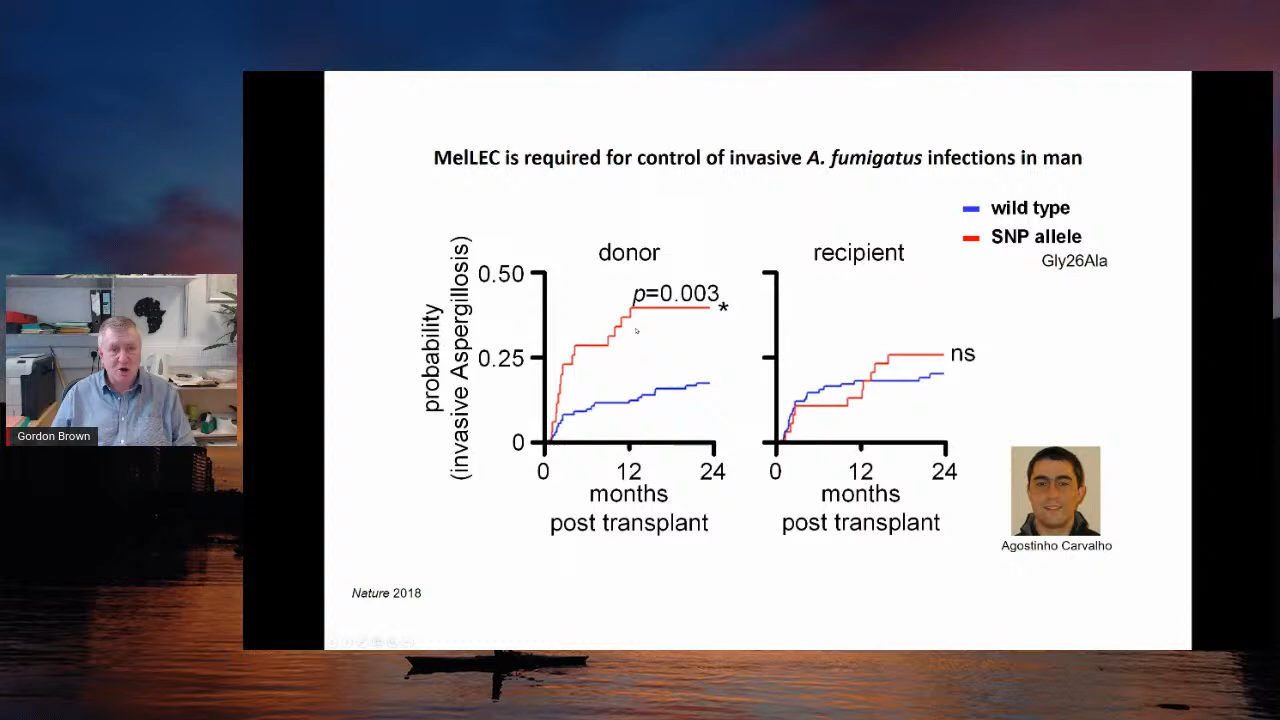 MelLEC is required for control of invasive A. fumigatus infections in man
wild type
SNP allele
Gly26Ala
donor
recipient
probability
(invasive Aspergillosis)
0.50
0.25
0
p=0.003
*
ns
0 12 24
0 12 24
months
post transplant
months
post transplant
Gordon Brown
Agostinho Carvalho
Nature 2018